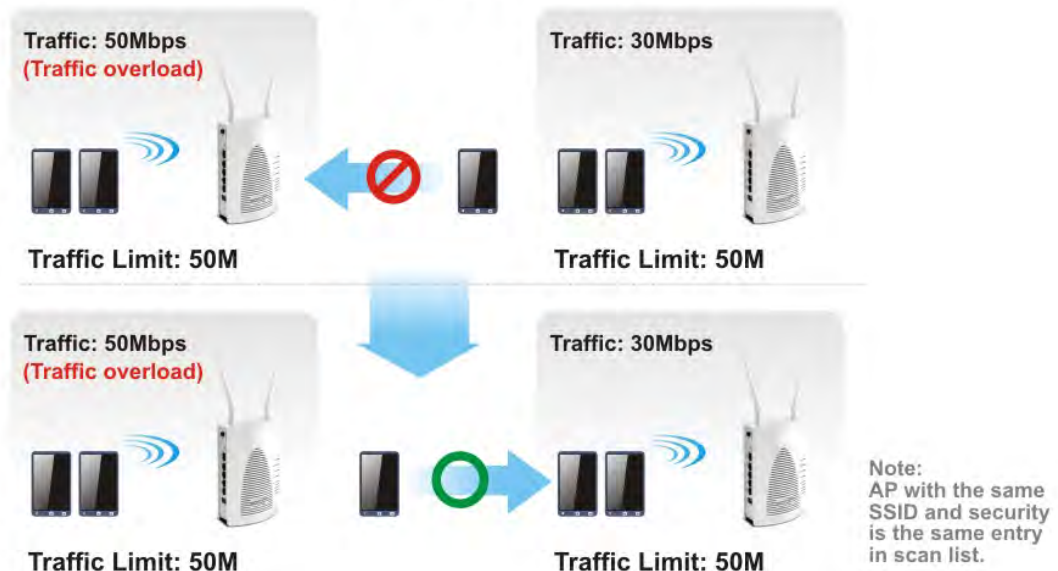 Traffic: 50Mbps
(Traffic overload)
Traffic: 30Mbps
Traffic Limit: 50M
Traffic Limit: 50M
Traffic: 50Mbps
(Traffic overload)
Traffic: 30Mbps
Traffic Limit: 50M
Traffic Limit: 50M
Note:
AP with the same
SSID and security
is the same entry
in scan list.